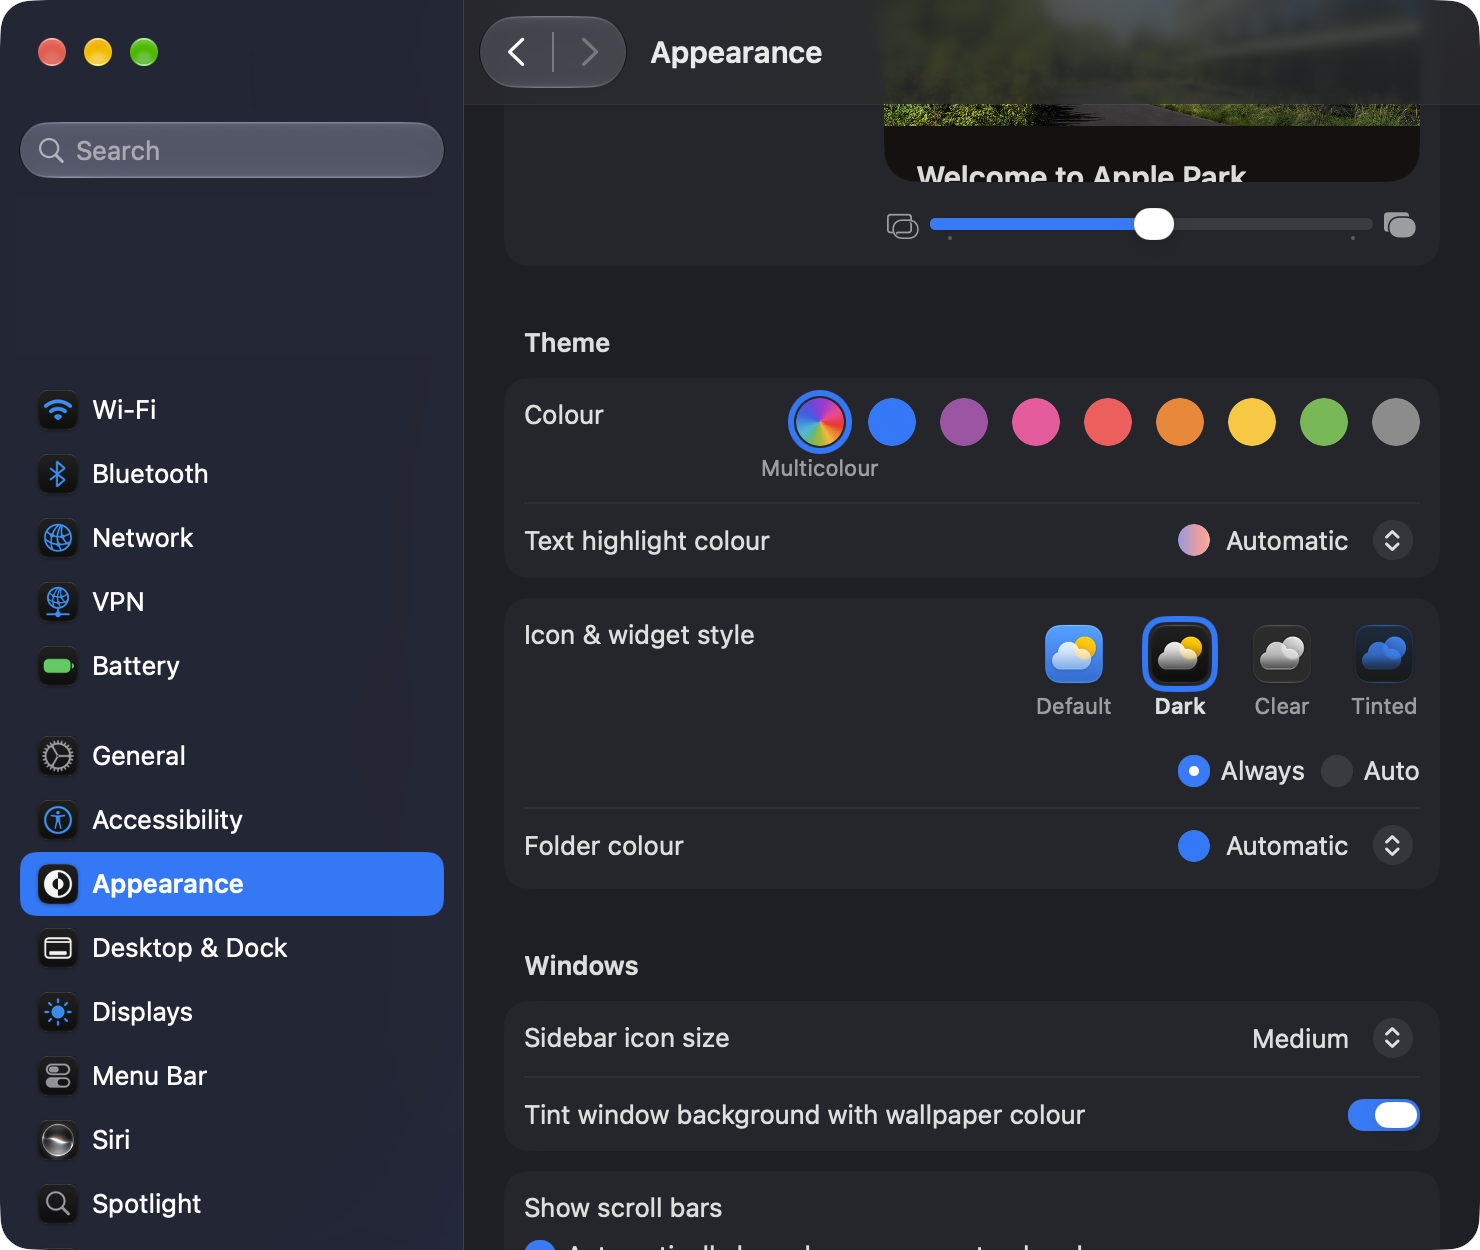 Appearance
Search
Wi-Fi
Bluetooth
Network
VPN
Battery
General
Accessibility
Appearance
Desktop & Dock
Displays
Menu Bar
Siri
Spotlight
Welcome to Apple Park
Theme
Colour
Multicolour
Text highlight colour
Automatic
Icon & widget style
Default
Dark
Clear
Tinted
Always
Auto
Folder colour
Automatic
Windows
Sidebar icon size
Medium
Tint window background with wallpaper colour
Show scroll bars